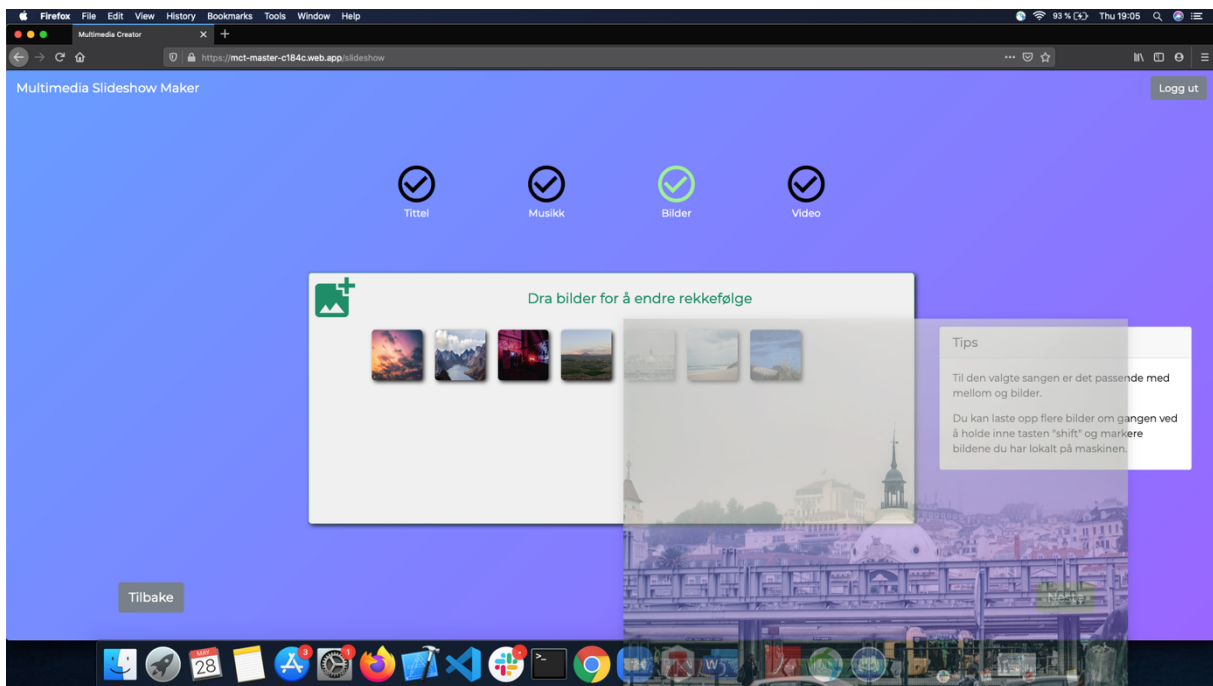 Firefox File Edit View History Bookmarks Tools Window Help
93 % Thu 19:05
Multimedia Creator
https://mct-master-c184c.web.app/slideshow
Multimedia Slideshow Maker
Logg ut
Tittel
Musikk
Bilder
Video
Dra bilder for å endre rekkefølge
Tips
Til den valgte sangen er det passende med
mellom og bilder.
Du kan laste opp flere bilder om gangen ved
å holde inne tasten "shift" og markere
bildene du har lokalt på maskinen.
Tilbake
MAY
28
3
1